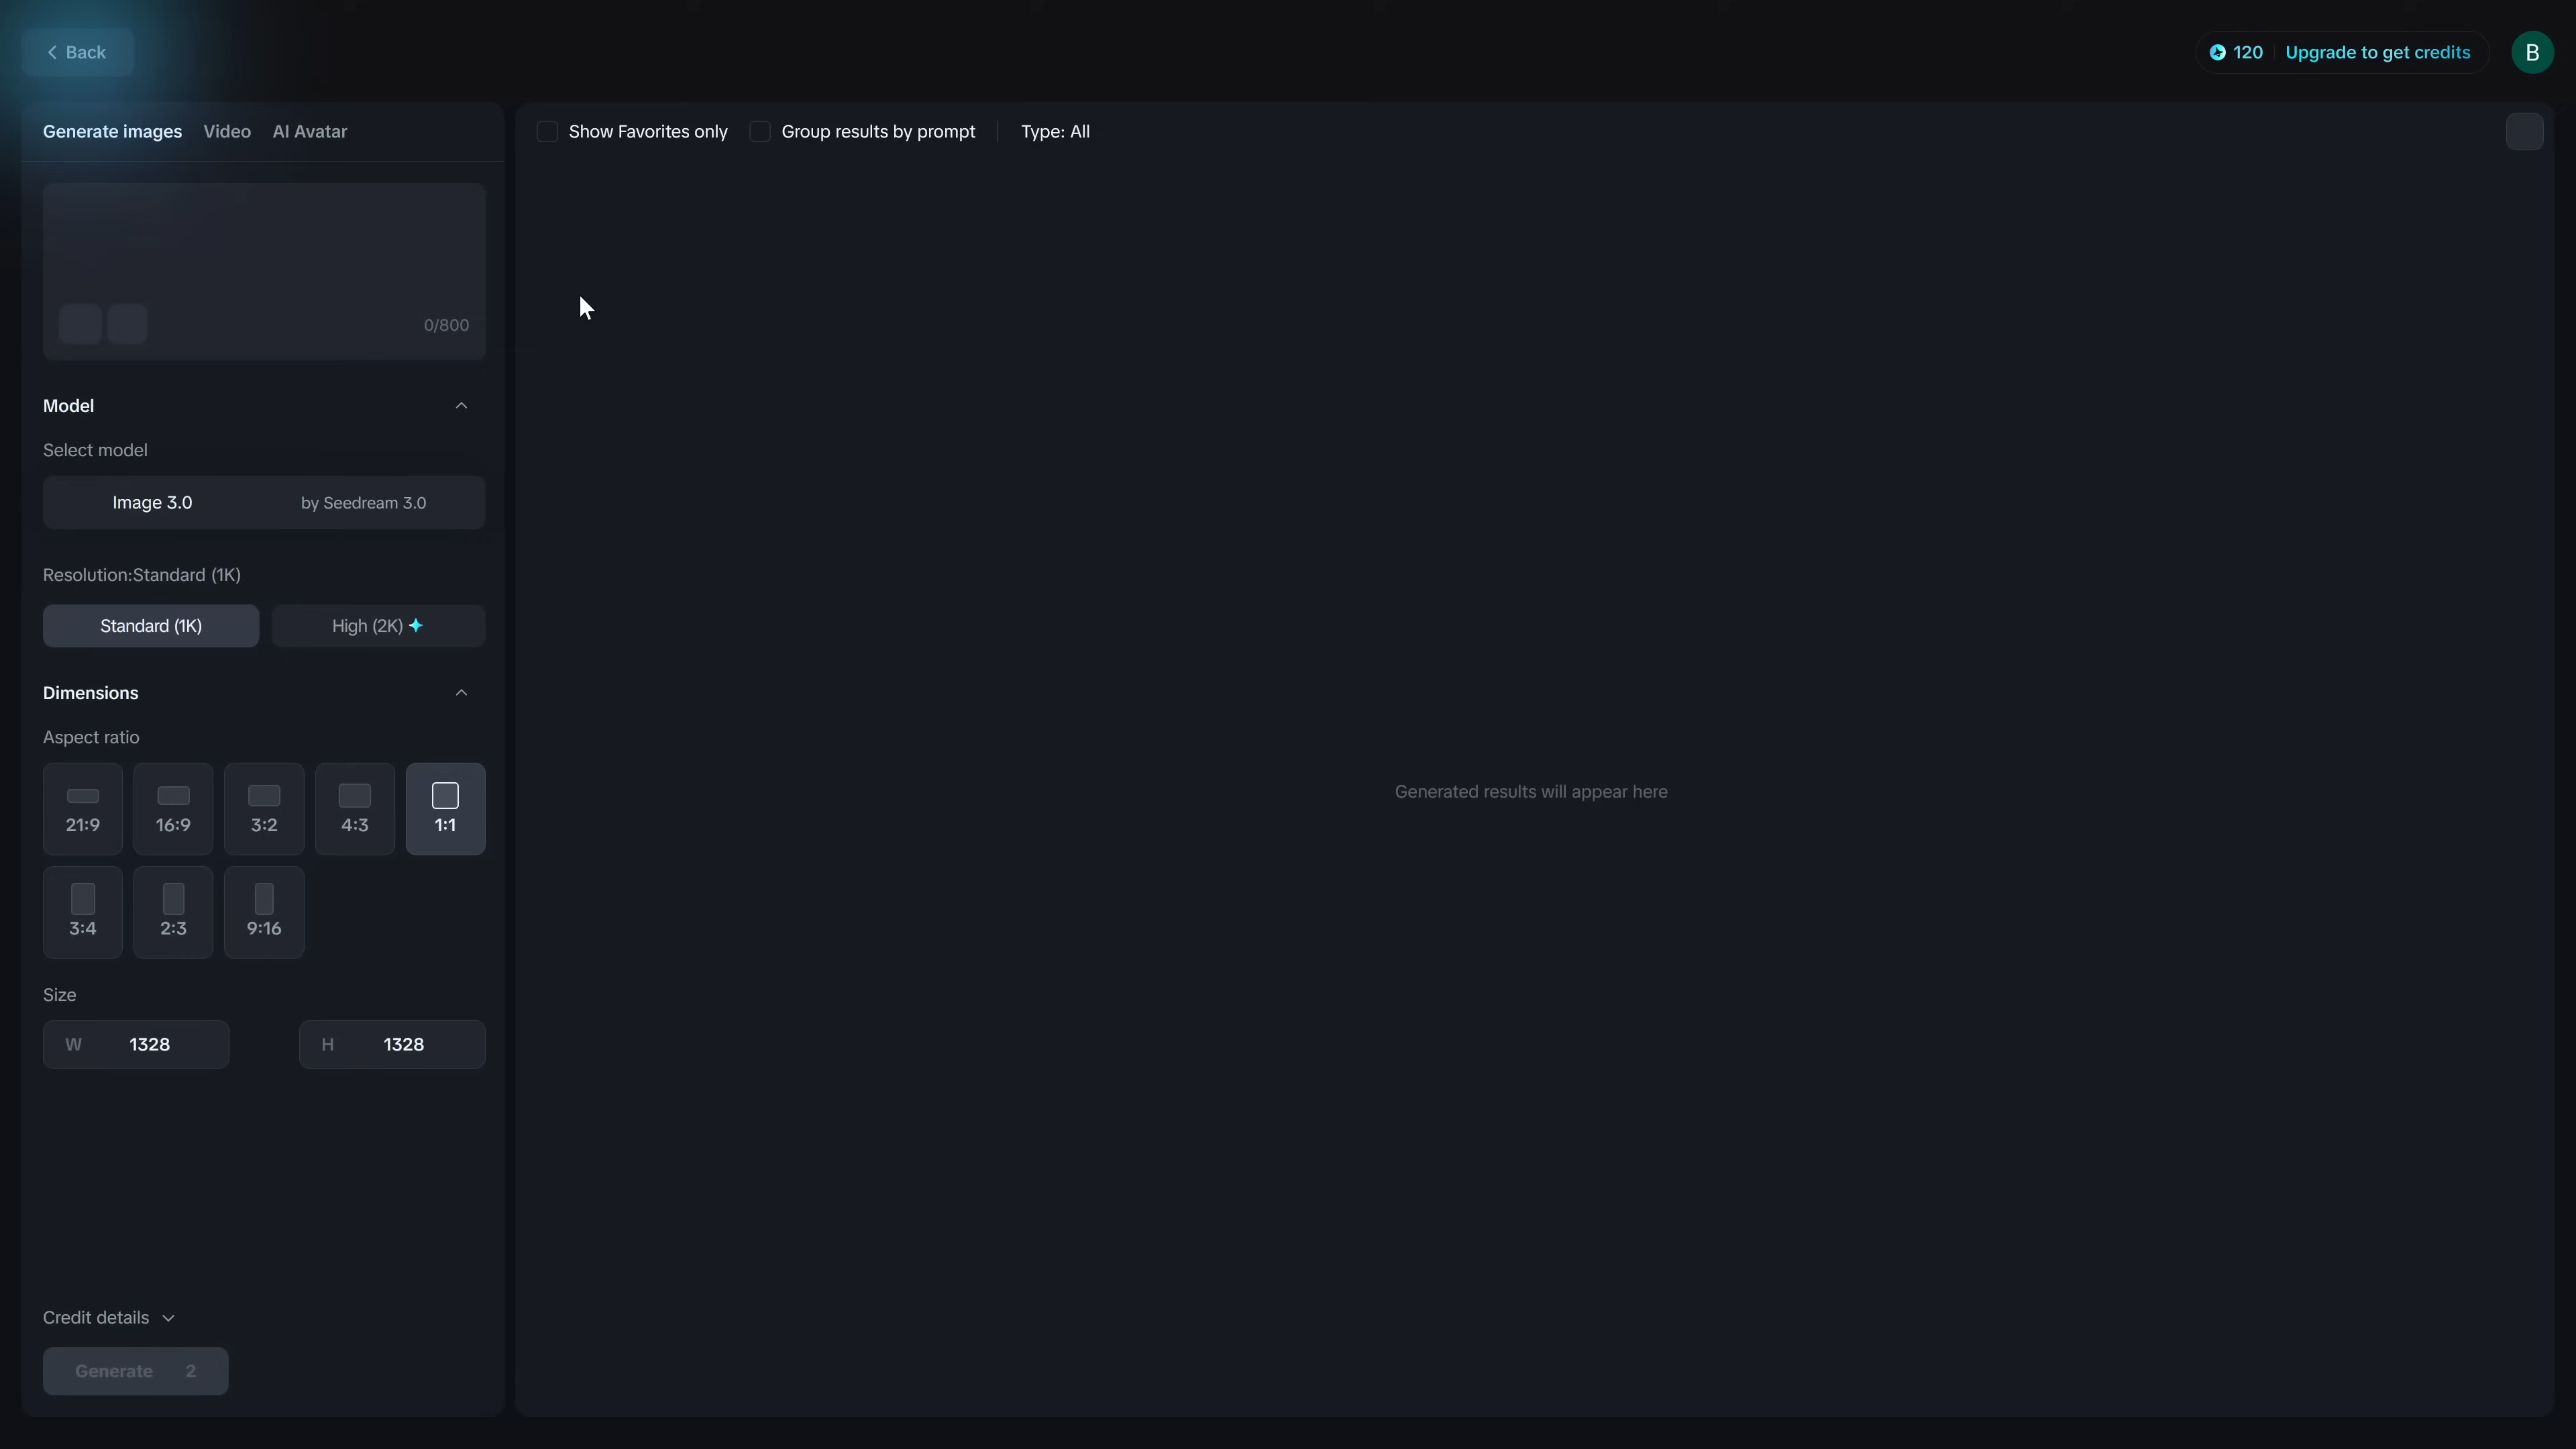 Back
120 Upgrade to get credits B
Generate images Video AI Avatar
Show Favorites only Group results by prompt Type: All
0/800
Model
Select model
Image 3.0 by Seedream 3.0
Resolution:Standard (1K)
Standard (1K) High (2K)
Dimensions
Aspect ratio
21:9 16:9 3:2 4:3 1:1
3:4 2:3 9:16
Size
W 1328 H 1328
Generated results will appear here
Credit details
Generate 2